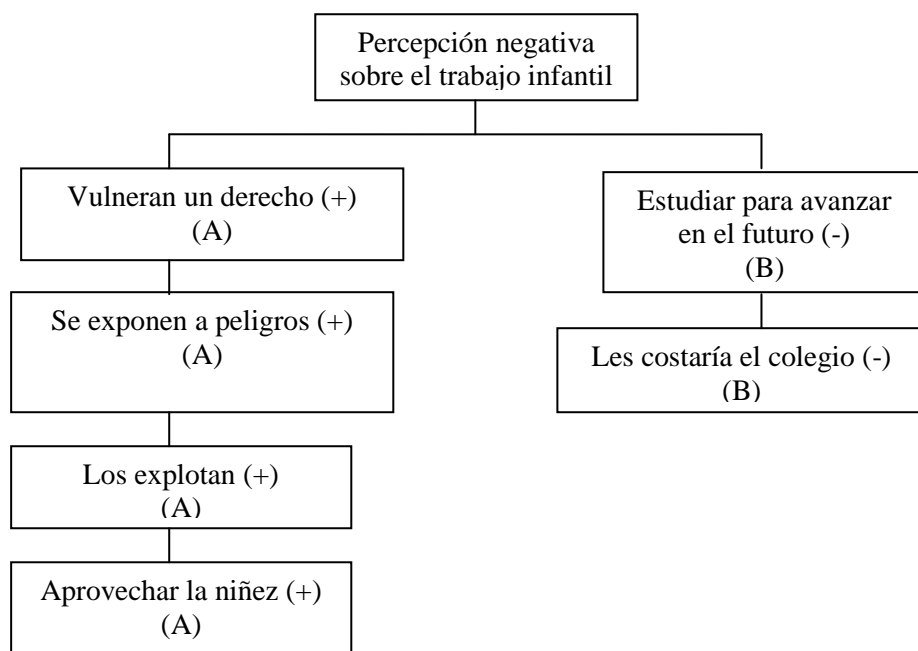 Percepción negativa
sobre el trabajo infantil
Vulneran un derecho (+)
(A)
Se exponen a peligros (+)
(A)
Los explotan (+)
(A)
Aprovechar la niñez (+)
(A)
Estudiar para avanzar
en el futuro (-)
(B)
Les costaría el colegio (-)
(B)